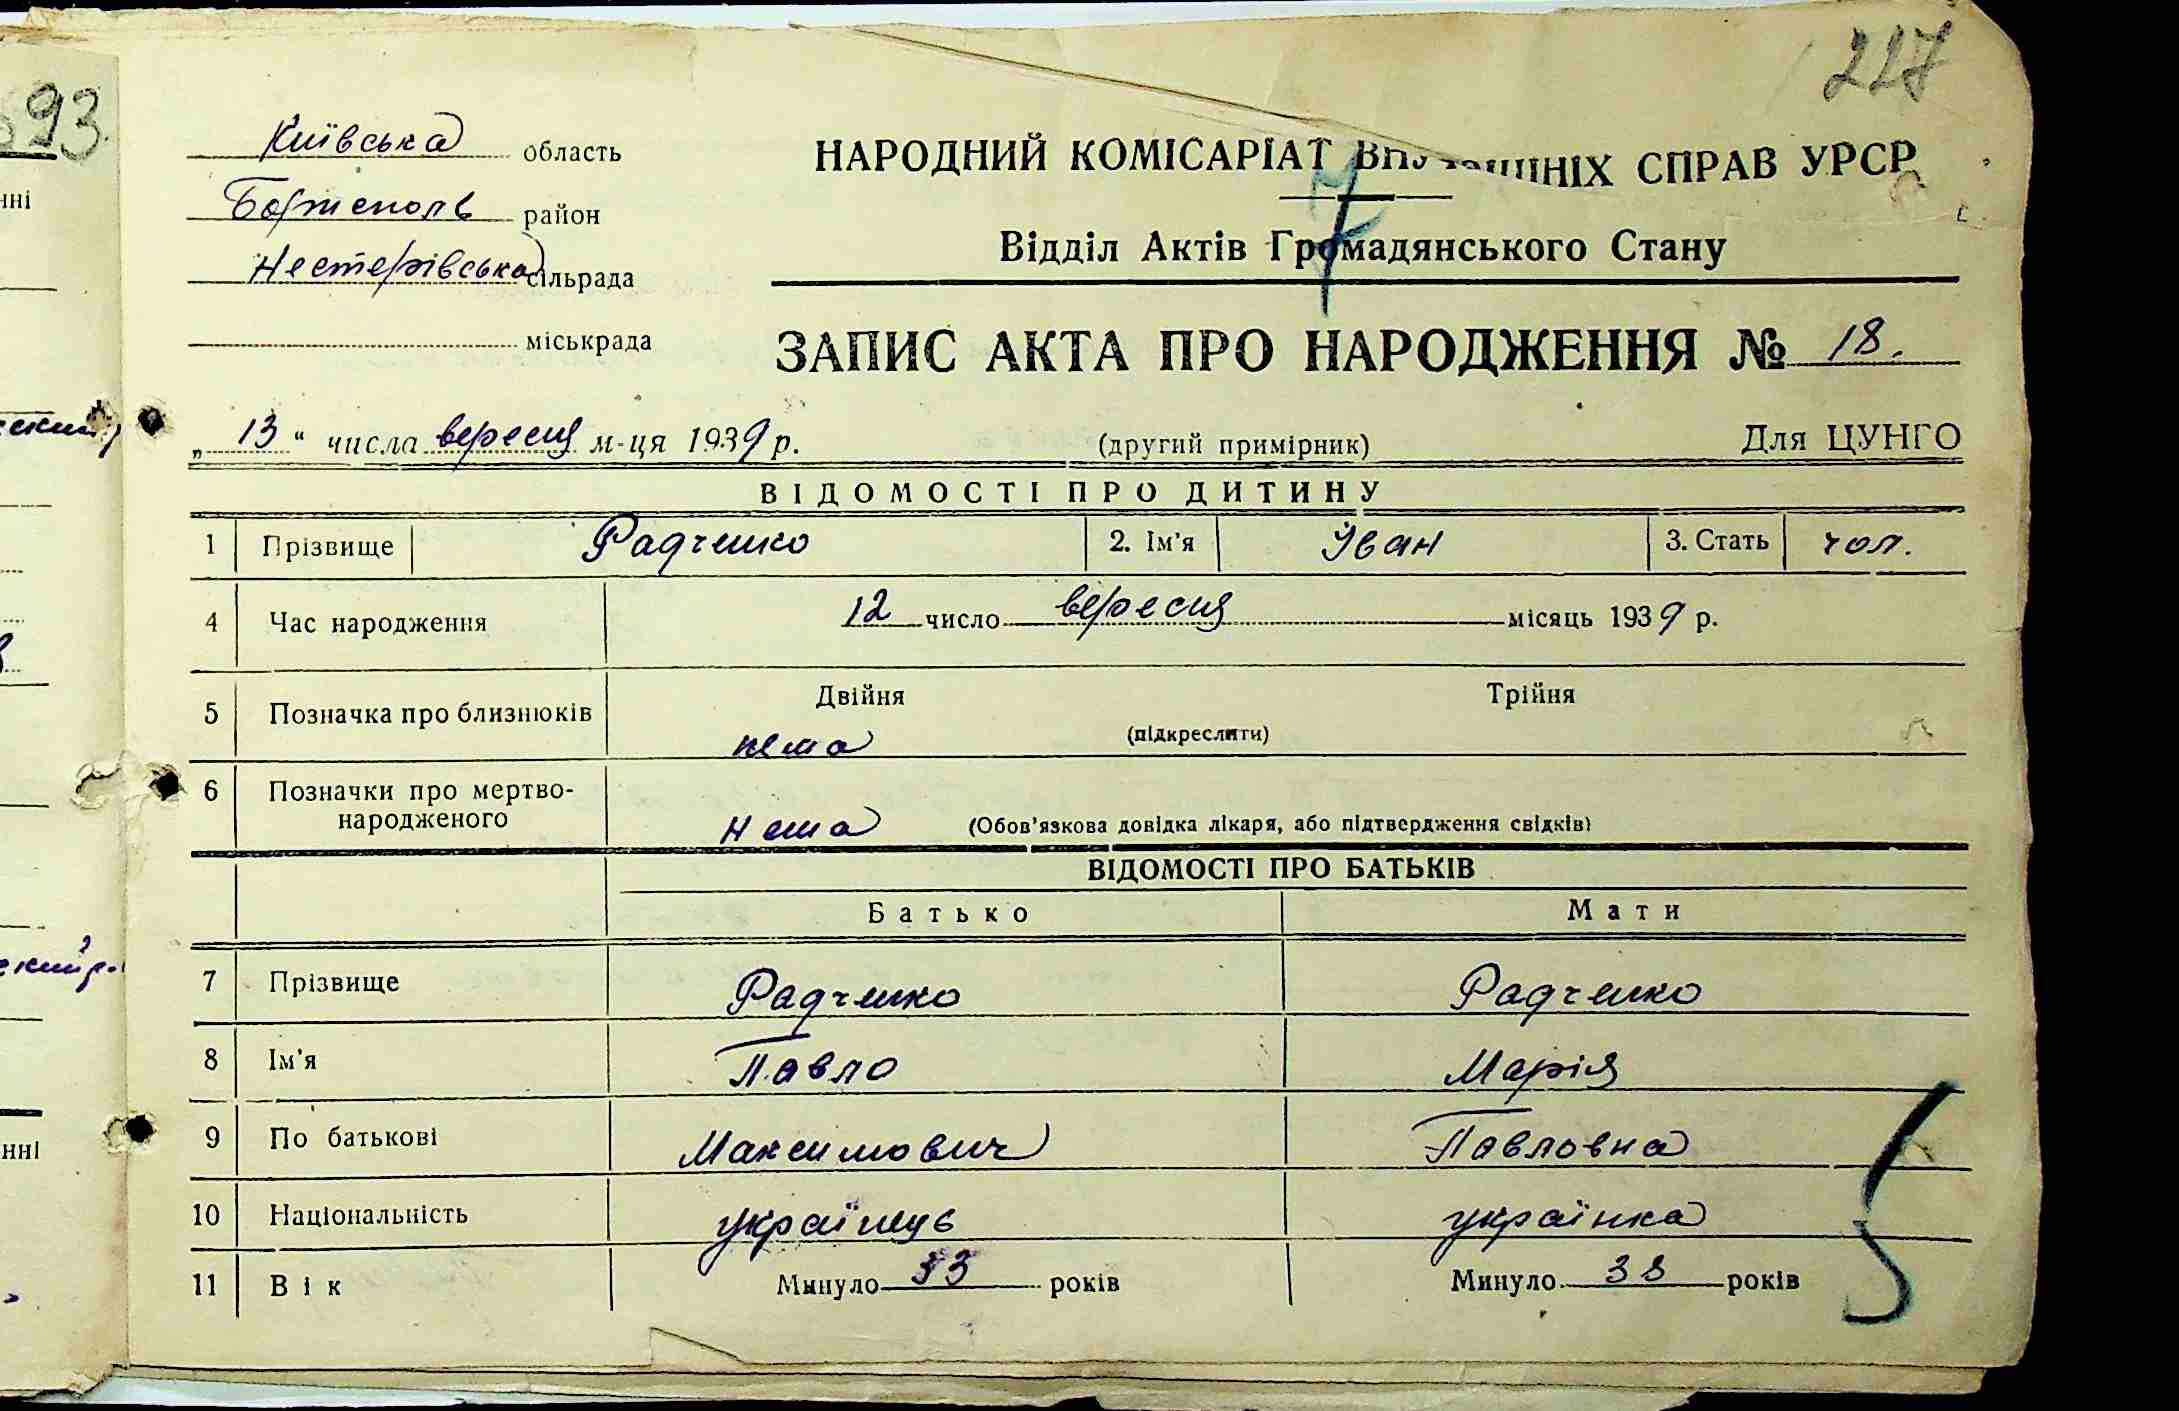 227
93.
Київська область
НАРОДНИЙ КОМІСАРІАТ ВНУ ІШНІХ СПРАВ УРСР
Бориспольв район
Відділ Актів Громадянського Стану
Нестерівська сільрада
міськрада
ЗАПИС АКТА ПРО НАРОДЖЕННЯ № 18.
„ 13 “ числа вересня м-ця 1939 р. (другий примірник) Для ЦУНГО
ВІДОМОСТІ ПРО ДИТИНУ
1 Прізвище Радченко 2. Ім'я Іван 3. Стать чол.
4 Час народження 12 число вересня місяць 1939 р.
5 Позначка про близнюків Двійня Трійня
нема (підкреслити)
6 Позначки про мертво-
народженого нема (Обов'язкова довідка лікаря, або підтвердження свідків)
ВІДОМОСТІ ПРО БАТЬКІВ
Батько Мати
7 Прізвище Радченко Радченко
8 Ім'я Павло Марія
9 По батькові Максимович Павловна
10 Національність українець українка
11 Вік Минуло 33 років Минуло 38 років